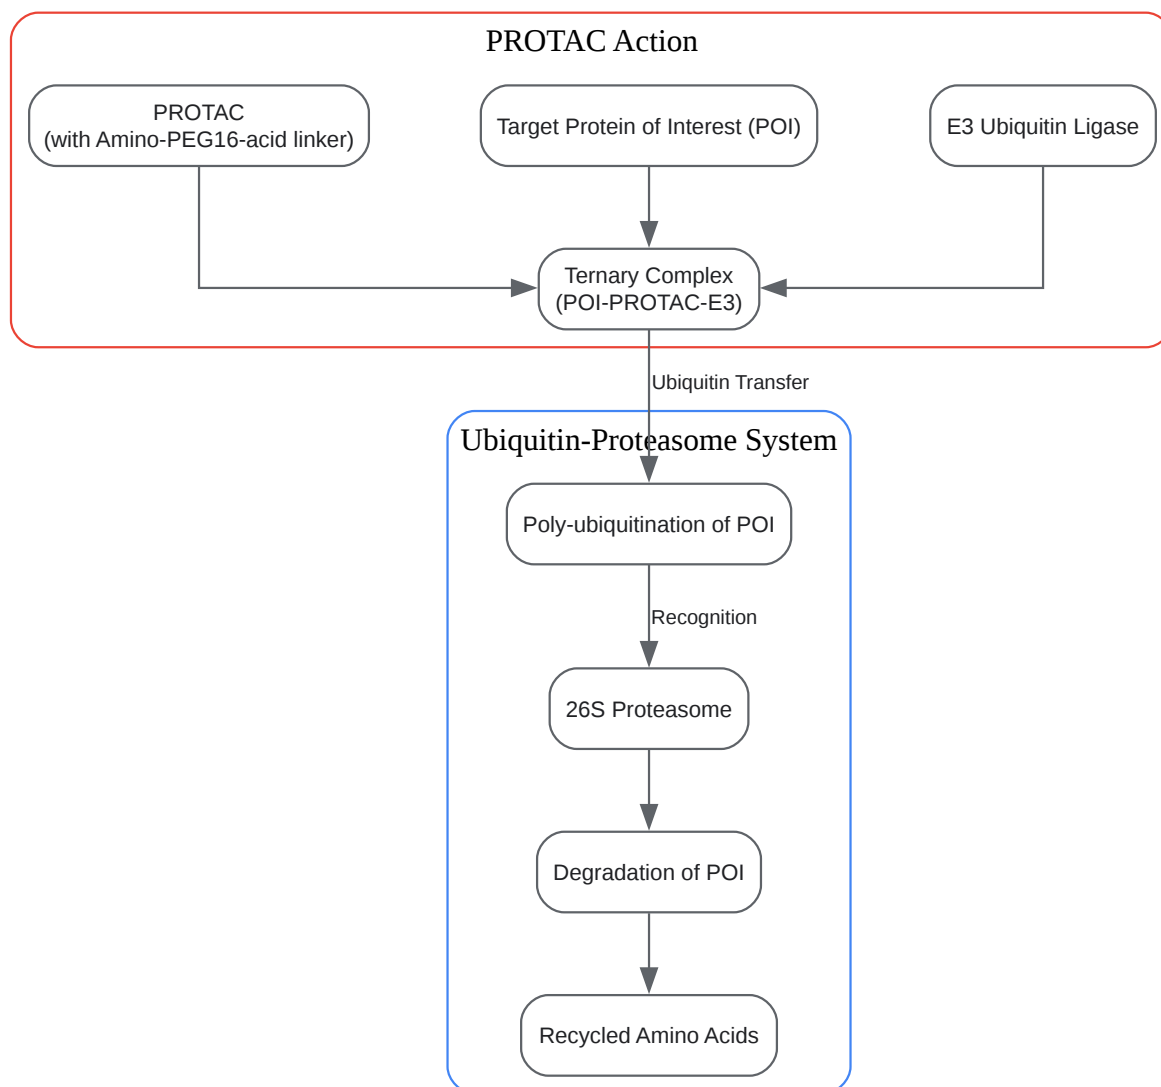 PROTAC Action
PROTAC
(with Amino-PEG16-acid linker)
Target Protein of Interest (POI)
E3 Ubiquitin Ligase
Ternary Complex
(POI-PROTAC-E3)
Ubiquitin Transfer
Ubiquitin-Proteasome System
Poly-ubiquitination of POI
Recognition
26S Proteasome
Degradation of POI
Recycled Amino Acids